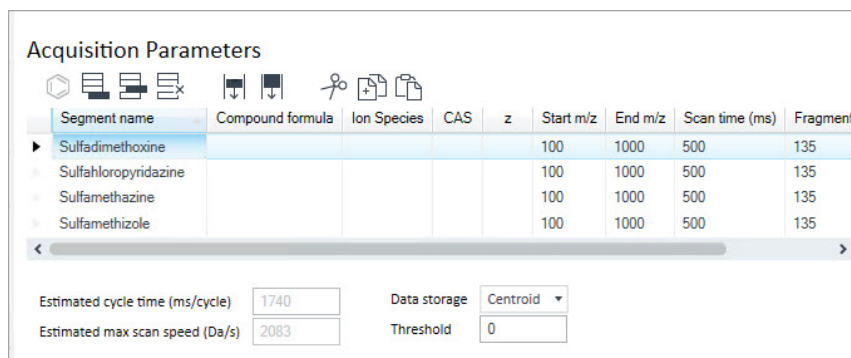 Acquisition Parameters
Segment name Compound formula Ion Species CAS z Start m/z End m/z Scan time (ms) Fragment
Sulfadimethoxine 100 1000 500 135
Sulfahloropyridazine 100 1000 500 135
Sulfamethazine 100 1000 500 135
Sulfamethizole 100 1000 500 135
Estimated cycle time (ms/cycle) 1740 Data storage Centroid
Estimated max scan speed (Da/s) 2083 Threshold 0